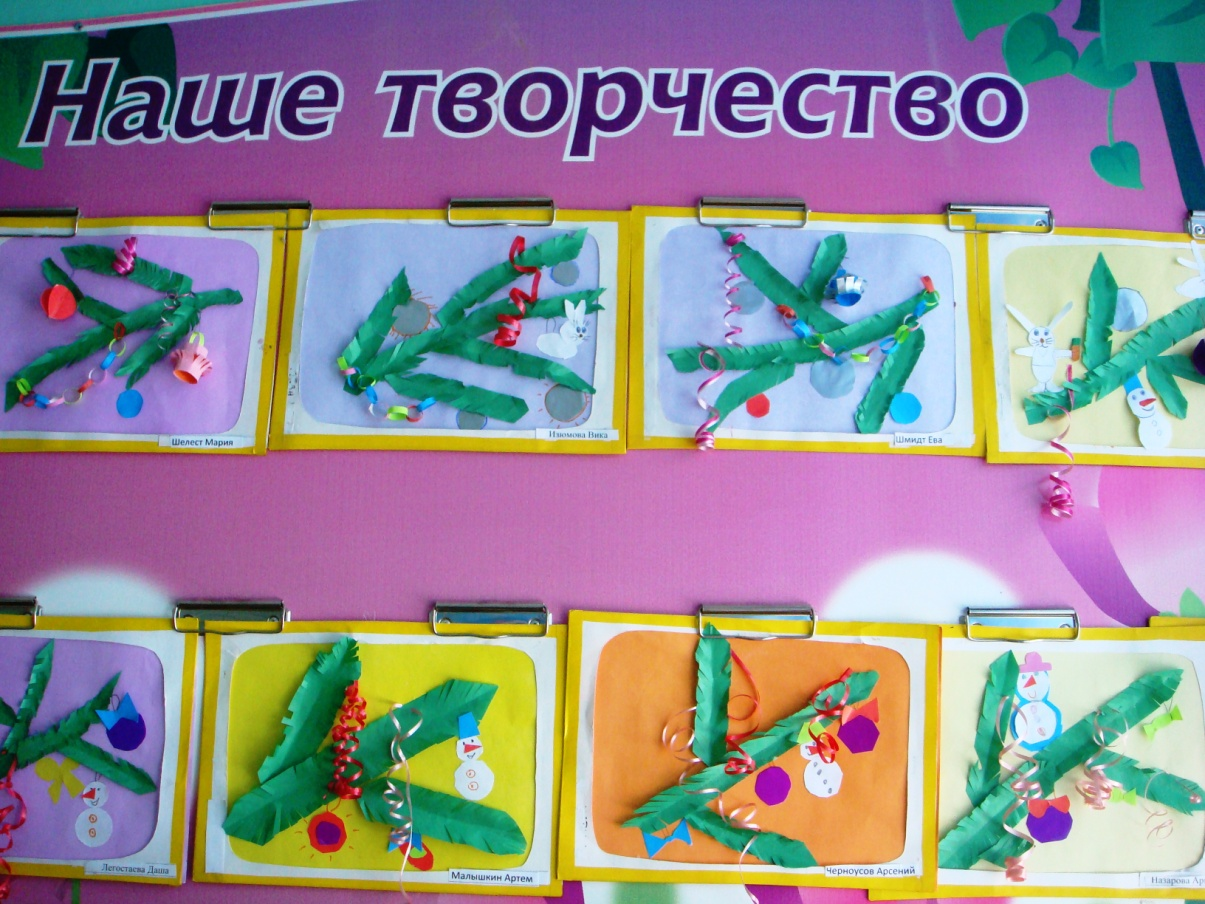 Наше творчество
Шелест Мария
Изюмова Вика
Шмидт Ева
Легостаева Даша
Малышкин Артем
Черноусов Арсений
Назарова